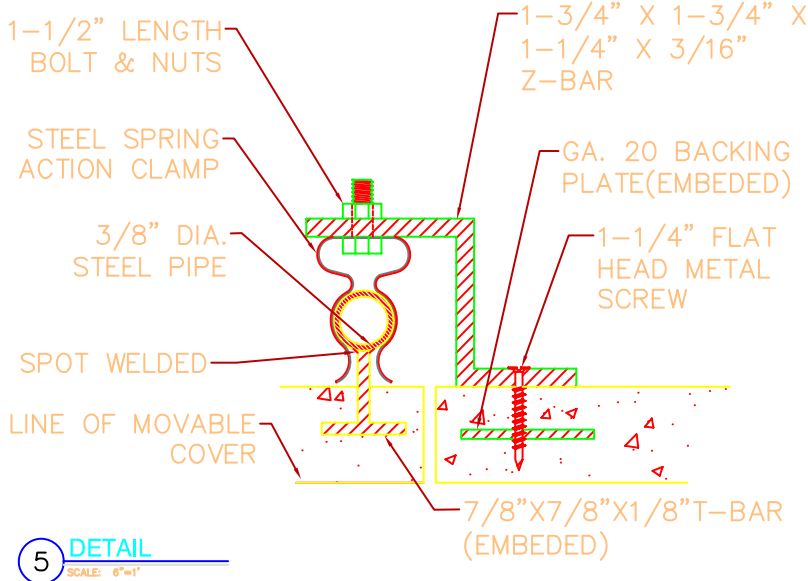 1-1/2" LENGTH
BOLT & NUTS
STEEL SPRING
ACTION CLAMP
3/8" DIA.
STEEL PIPE
SPOT WELDED
LINE OF MOVABLE
COVER
1-3/4" X 1-3/4" X
1-1/4" X 3/16"
Z-BAR
GA. 20 BACKING
PLATE(EMBEDED)
1-1/4" FLAT
HEAD METAL
SCREW
7/8"X7/8"X1/8"T-BAR
(EMBEDED)
5 DETAIL
SCALE: 6"=1'